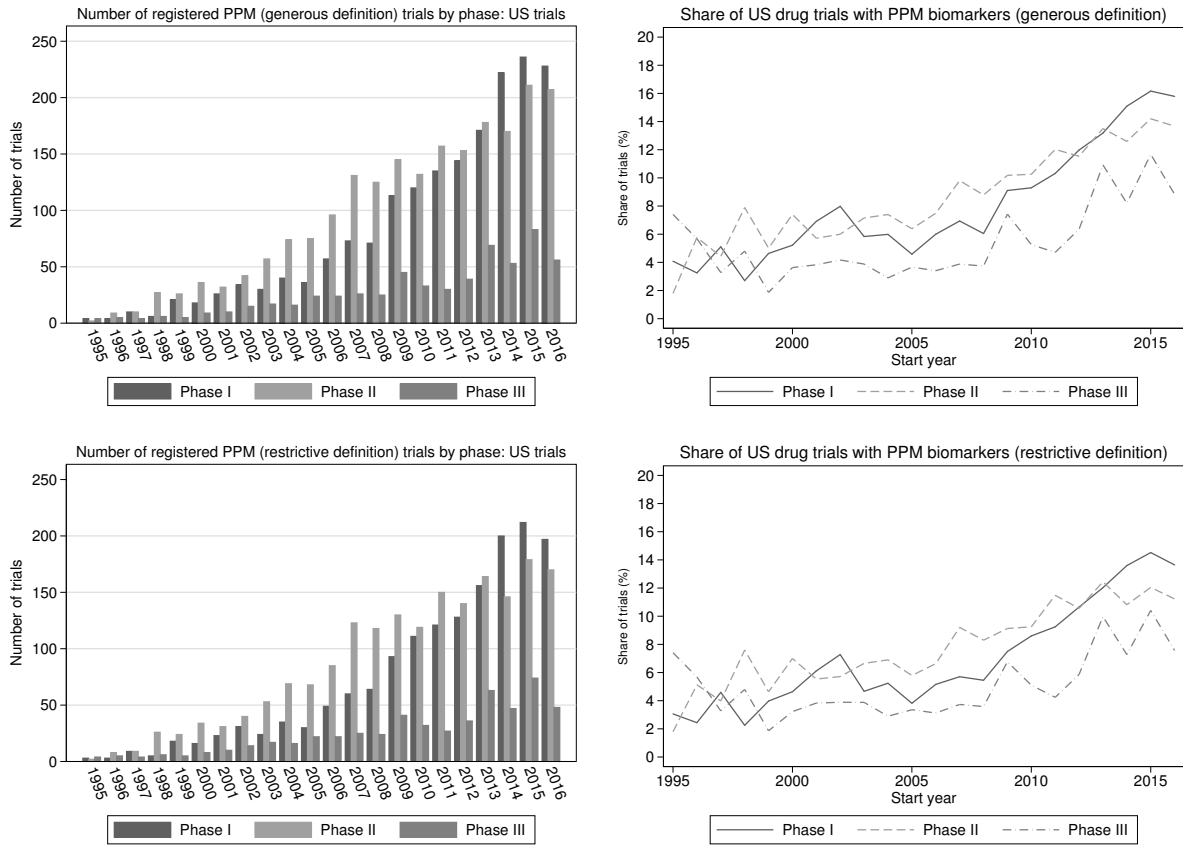 Number of registered PPM (generous definition) trials by phase: US trials
Number of trials
250
200
150
100
50
0
1995 1996 1997 1998 1999 2000 2001 2002 2003 2004 2005 2006 2007 2008 2009 2010 2011 2012 2013 2014 2015 2016
Phase I Phase II Phase III
Share of US drug trials with PPM biomarkers (generous definition)
Share of trials (%)
20
18
16
14
12
10
8
6
4
2
0
1995 2000 2005 2010 2015
Start year
Phase I Phase II Phase III
Number of registered PPM (restrictive definition) trials by phase: US trials
Number of trials
250
200
150
100
50
0
1995 1996 1997 1998 1999 2000 2001 2002 2003 2004 2005 2006 2007 2008 2009 2010 2011 2012 2013 2014 2015 2016
Phase I Phase II Phase III
Share of US drug trials with PPM biomarkers (restrictive definition)
Share of trials (%)
20
18
16
14
12
10
8
6
4
2
0
1995 2000 2005 2010 2015
Start year
Phase I Phase II Phase III